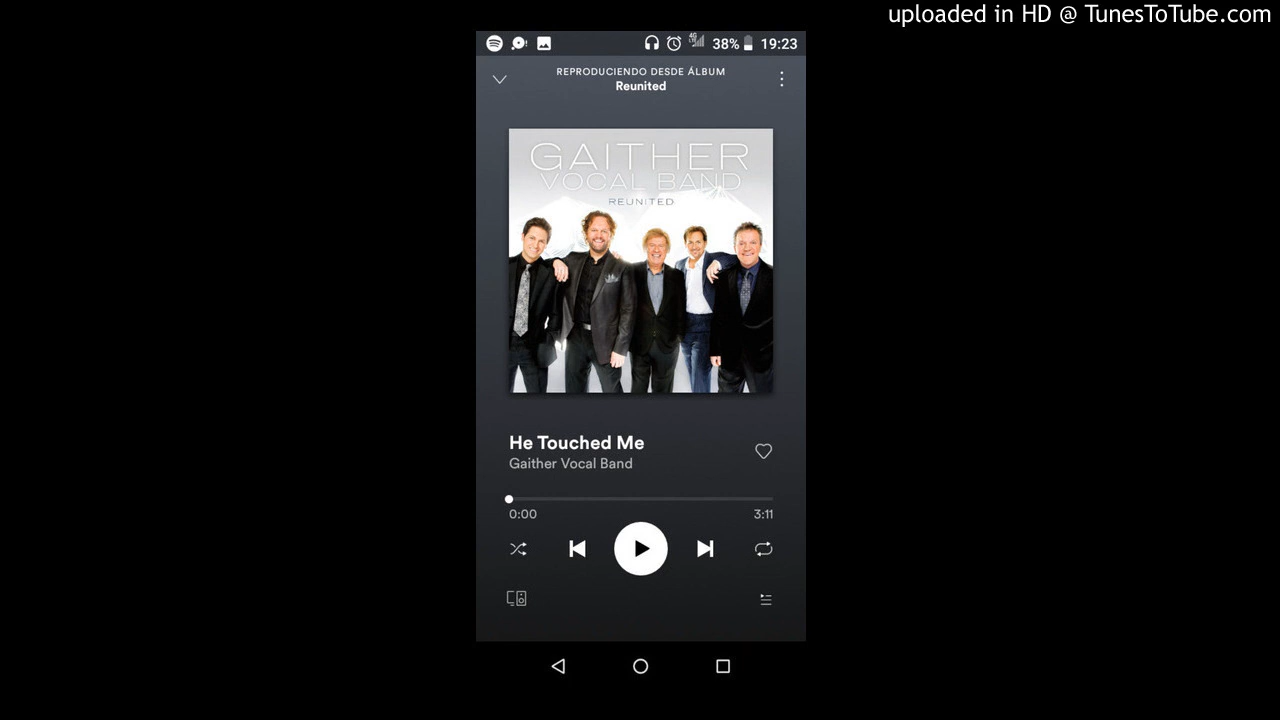 uploaded in HD @ TunesToTube.com
4G
38%
19:23
REPRODUCIENDO DESDE ÁLBUM
Reunited
GAITHER
VOCAL BAND
REUNITED
He Touched Me
Gaither Vocal Band
0:00
3:11